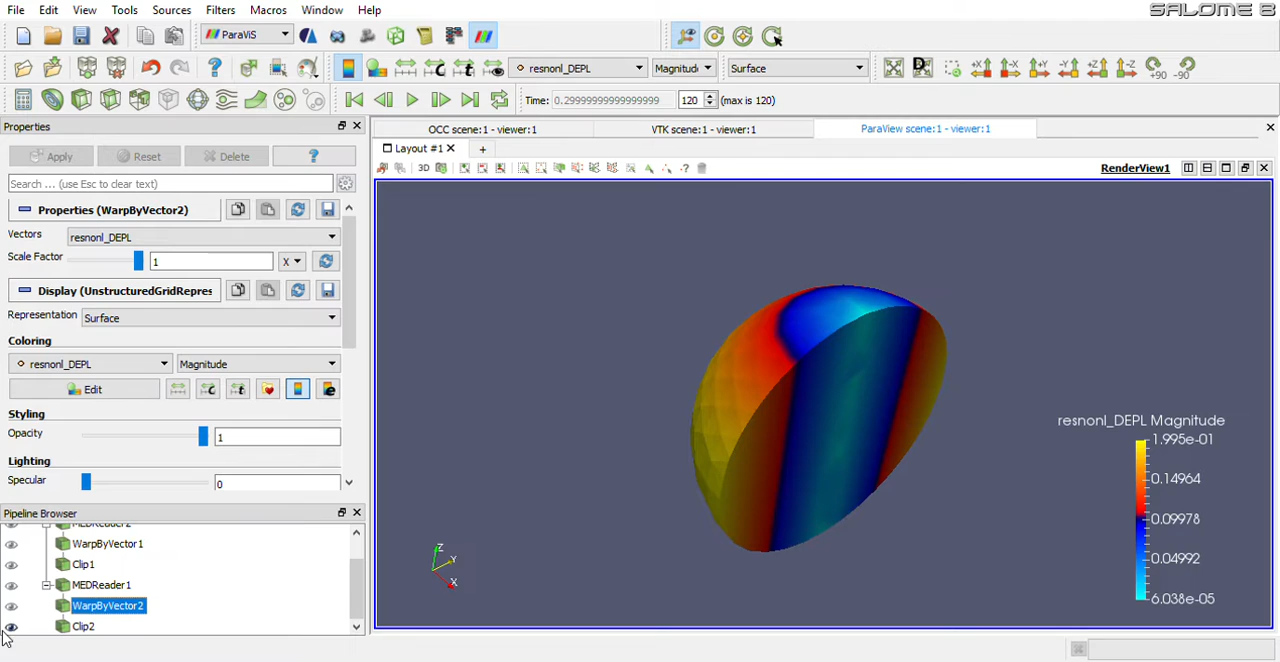 File Edit View Tools Sources Filters Macros Window Help
SALOME 8
ParaViS
resnonl_DEPL Magnitude Surface +X -X +Y -Y +Z -Z +90 -90
Time: 0.29999999999999999 120 (max is 120)
Properties
OCC scene:1 - viewer:1 VTK scene:1 - viewer:1 ParaView scene:1 - viewer:1
Layout #1 +
Apply Reset Delete ?
3D RenderView1
Search ... (use Esc to clear text)
Properties (WarpByVector2)
Vectors resnonl_DEPL
Scale Factor 1 X
Display (UnstructuredGridRepres
Representation Surface
Coloring
resnonl_DEPL Magnitude
Edit
Styling
Opacity 1
Lighting
Specular 0
Pipeline Browser
MEDReader2
WarpByVector1
Clip1
MEDReader1
WarpByVector2
Clip2
resnonl_DEPL Magnitude
1.995e-01
0.14964
0.09978
0.04992
6.038e-05
Z
Y
X